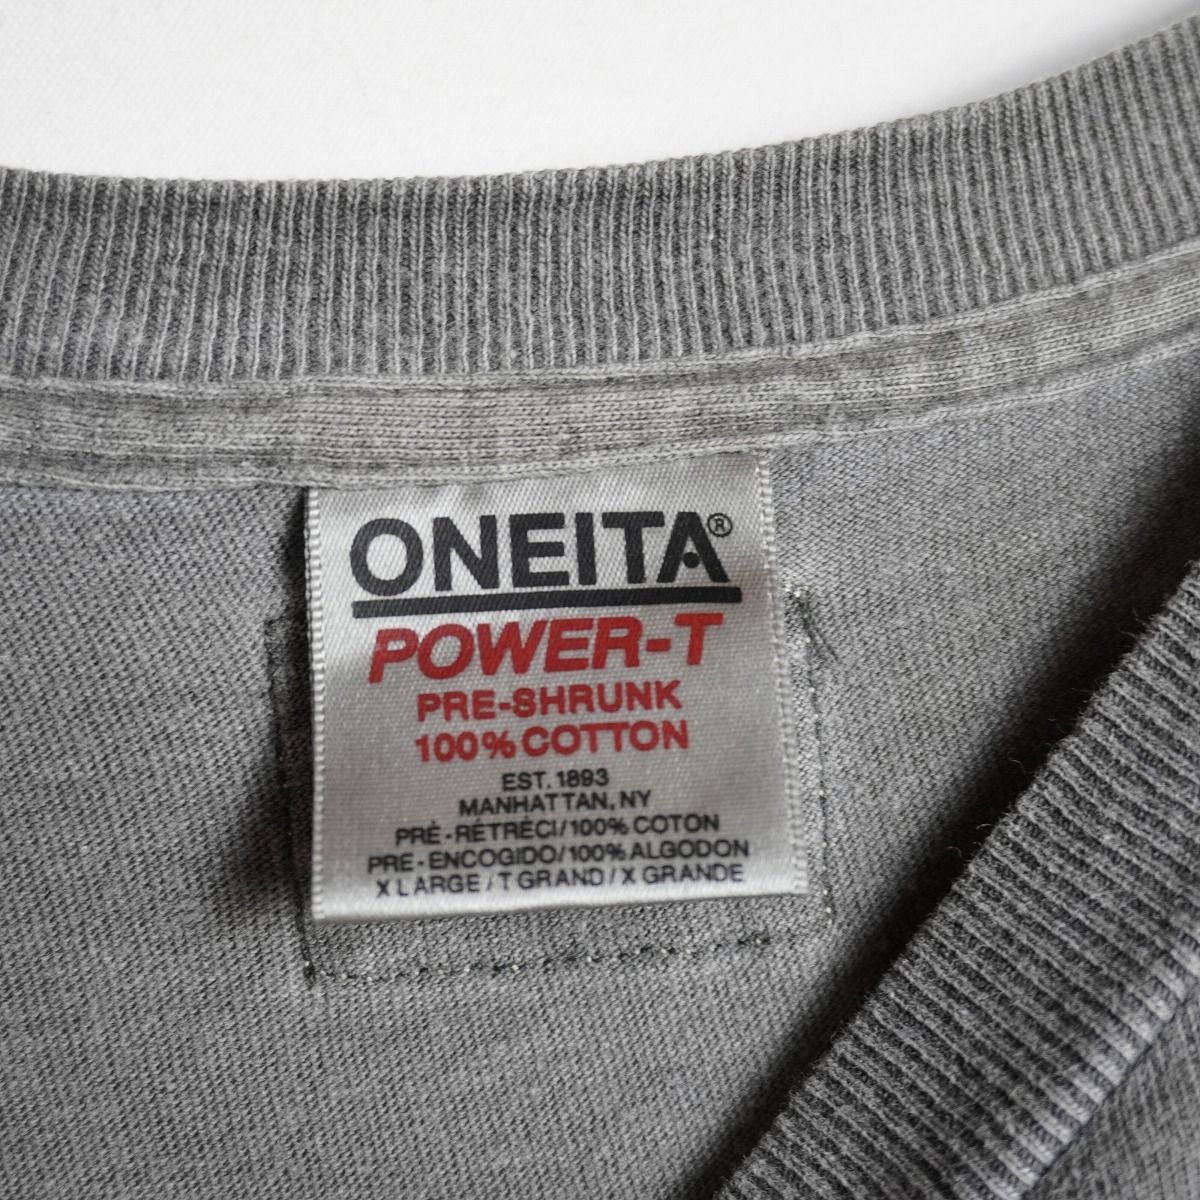 ONEITA®
POWER-T
PRE-SHRUNK
100% COTTON
EST. 1893
MANHATTAN, NY
PRÉ-RÉTRÉCI/100% COTON
PRE-ENCOGIDO/100% ALGODON
X LARGE/T GRAND/X GRANDE